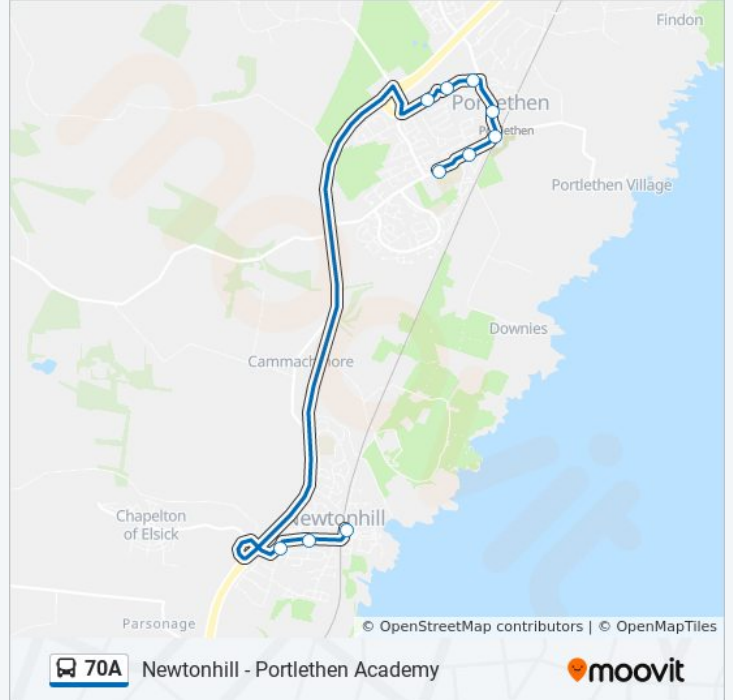 Findon
Portlethen
Portlethen
Portlethen Village
Downies
Cammachmore
Newtonhill
Chapelton
of Elsick
Parsonage
© OpenStreetMap contributors | © OpenMapTiles
70A Newtonhill - Portlethen Academy
moovit